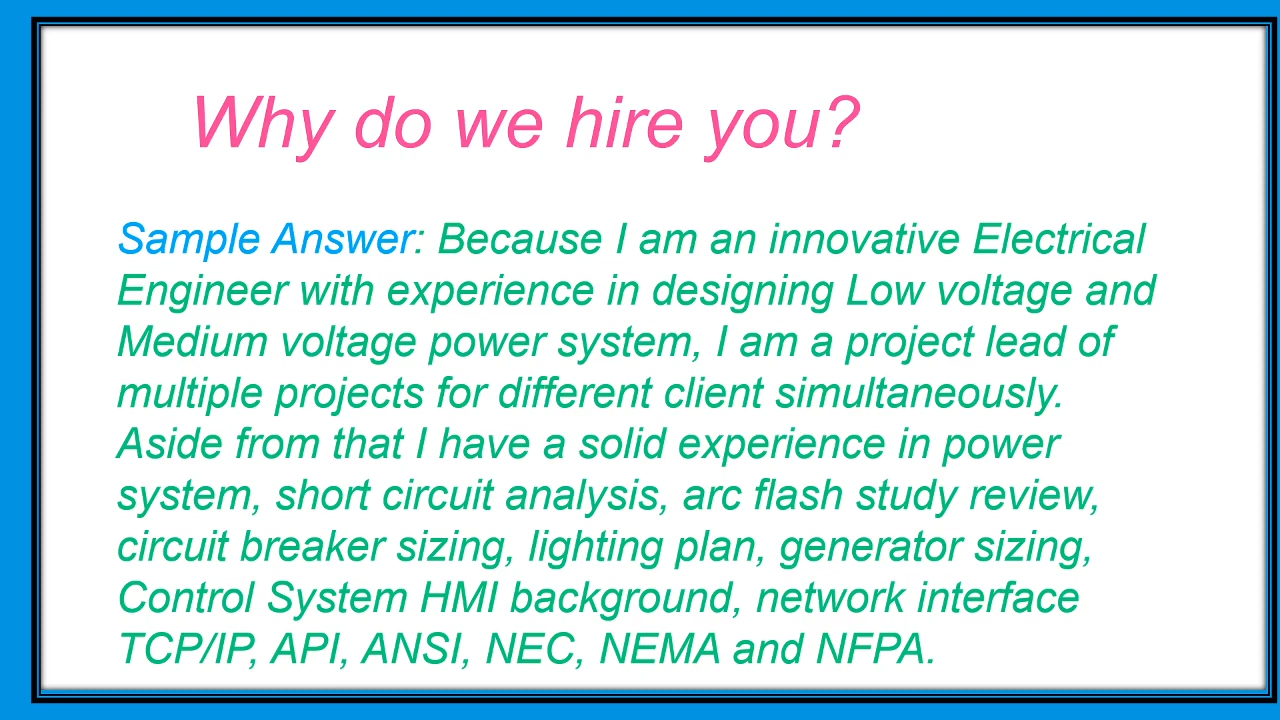 Why do we hire you?
Sample Answer: Because I am an innovative Electrical
Engineer with experience in designing Low voltage and
Medium voltage power system, I am a project lead of
multiple projects for different client simultaneously.
Aside from that I have a solid experience in power
system, short circuit analysis, arc flash study review,
circuit breaker sizing, lighting plan, generator sizing,
Control System HMI background, network interface
TCP/IP, API, ANSI, NEC, NEMA and NFPA.